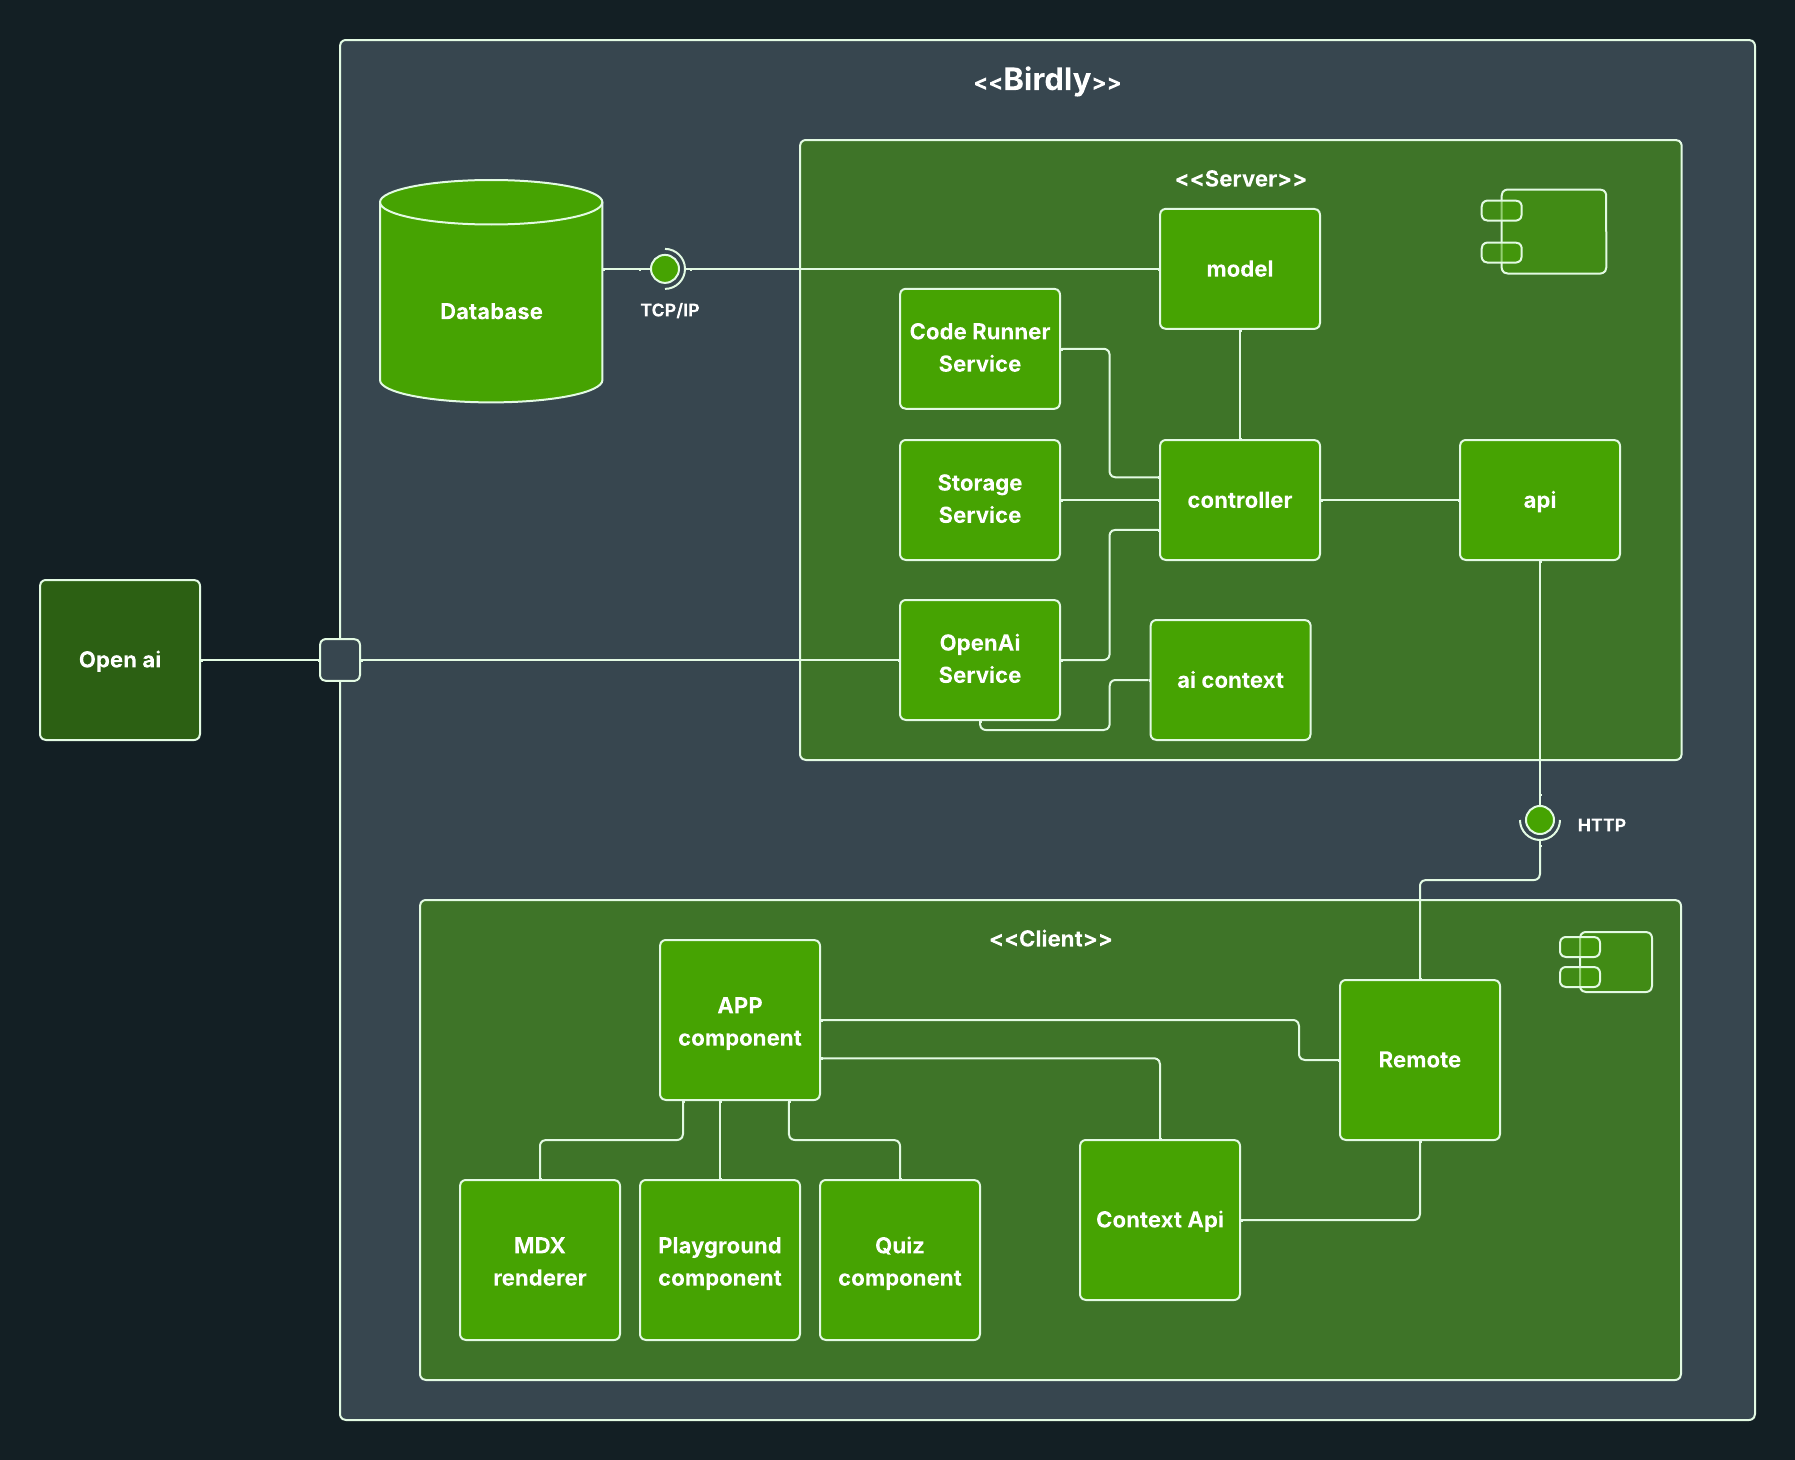 <<Birdly>>
<<Server>>
model
Database
TCP/IP
Code Runner
Service
Storage
Service
controller
api
Open ai
OpenAi
Service
ai context
HTTP
<<Client>>
APP
component
Remote
Context Api
MDX
renderer
Playground
component
Quiz
component